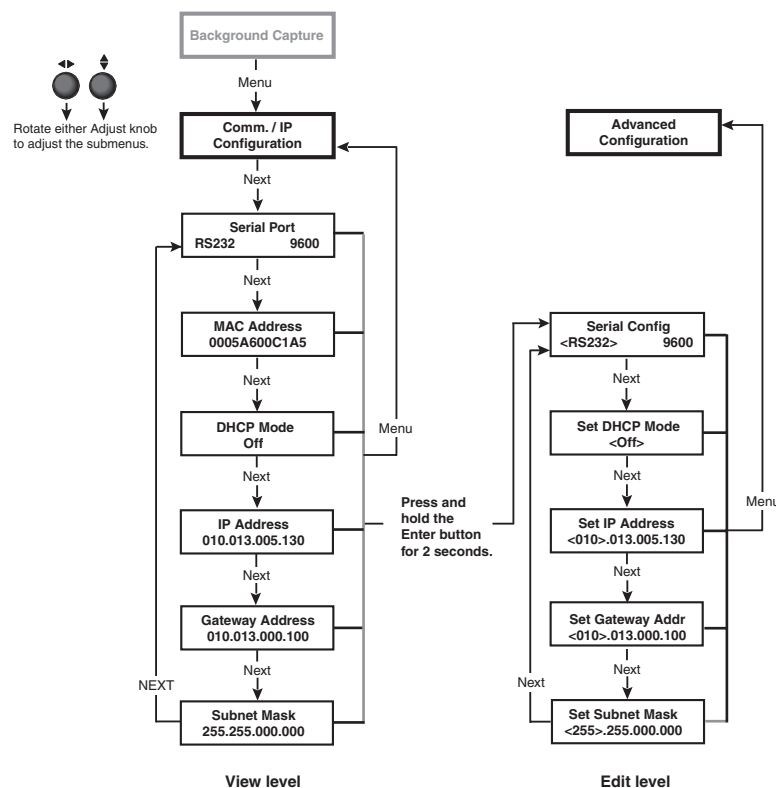 Background Capture
Menu
Rotate either Adjust knob
to adjust the submenus.
Comm. / IP
Configuration
Next
Serial Port
RS232 9600
Next
MAC Address
0005A600C1A5
Next
DHCP Mode
Off
Next
IP Address
010.013.005.130
Next
Gateway Address
010.013.000.100
Next
Subnet Mask
255.255.000.000
NEXT
Menu
View level
Press and
hold the
Enter button
for 2 seconds.
Advanced
Configuration
Serial Config
<RS232> 9600
Next
Set DHCP Mode
<Off>
Next
Set IP Address
<010>.013.005.130
Next
Set Gateway Addr
<010>.013.000.100
Next
Set Subnet Mask
<255>.255.000.000
Next
Menu
Edit level